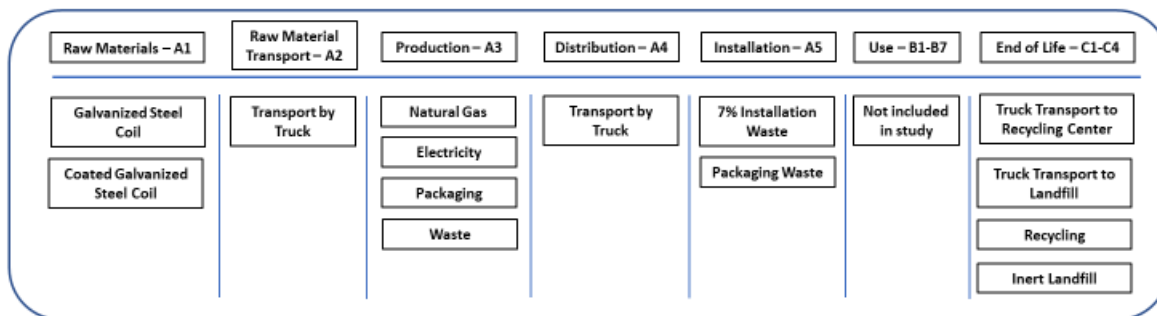 Raw Materials – A1
Raw Material
Transport – A2
Production – A3
Distribution – A4
Installation – A5
Use – B1-B7
End of Life – C1-C4
Galvanized Steel
Coil
Coated Galvanized
Steel Coil
Transport by
Truck
Natural Gas
Electricity
Packaging
Waste
Transport by
Truck
7% Installation
Waste
Packaging Waste
Not included
in study
Truck Transport to
Recycling Center
Truck Transport to
Landfill
Recycling
Inert Landfill